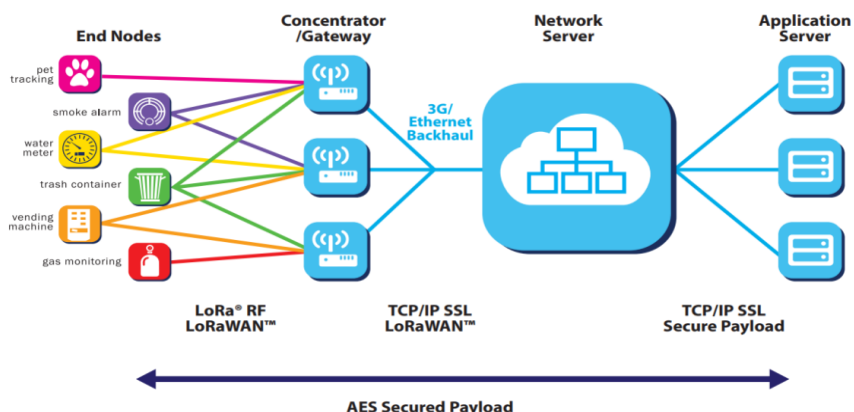 End Nodes
Concentrator
/Gateway
Network
Server
Application
Server
pet
tracking
smoke alarm
water
meter
trash container
vending
machine
gas monitoring
3G/
Ethernet
Backhaul
LoRa® RF
LoRaWAN™
TCP/IP SSL
LoRaWAN™
TCP/IP SSL
Secure Payload
AES Secured Payload